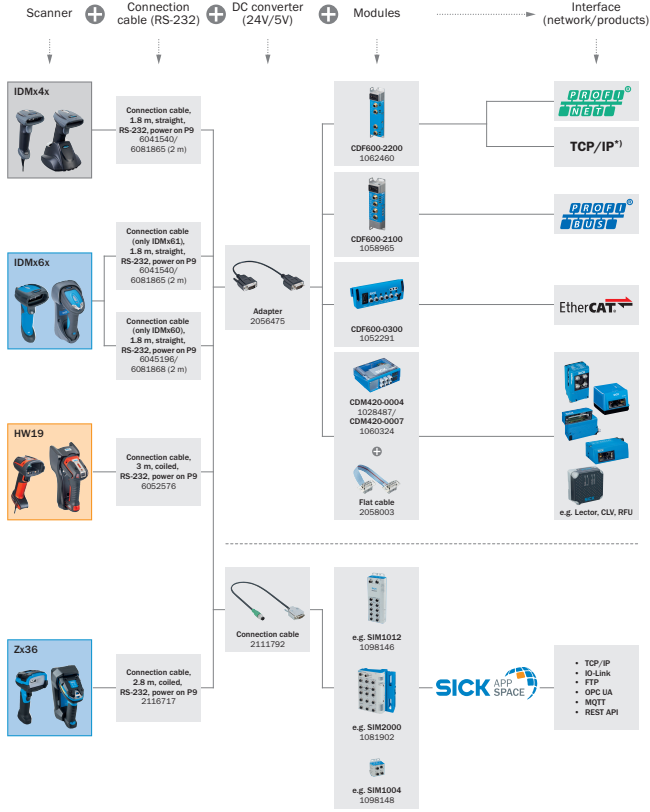 Scanner
Connection
cable (RS-232)
DC converter
(24V/5V)
Modules
Interface
(network/products)
IDMx4x
Connection cable,
1.8 m, straight,
RS-232, power on P9
6041540/
6081865 (2 m)
CDF600-2200
1062460
PROFI
NET
®
TCP/IP*)
IDMx6x
Connection cable
(only IDMx61),
1.8 m, straight,
RS-232, power on P9
6041540/
6081865 (2 m)
Connection cable
(only IDMx60),
1.8 m, straight,
RS-232, power on P9
6045196/
6081868 (2 m)
Adapter
2056475
CDF600-2100
1058965
PROFI
BUS
®
CDF600-0300
1052291
EtherCAT®
CDM420-0004
1028487/
CDM420-0007
1060324
Flat cable
2058003
e.g. Lector, CLV, RFU
HW19
Connection cable,
3 m, coiled,
RS-232, power on P9
6052576
Connection cable
2111792
e.g. SIM1012
1098146
Zx36
Connection cable,
2.8 m, coiled,
RS-232, power on P9
2116717
e.g. SIM2000
1081902
e.g. SIM1004
1098148
SICK APP
SPACE
• TCP/IP
• IO-Link
• FTP
• OPC UA
• MQTT
• REST API